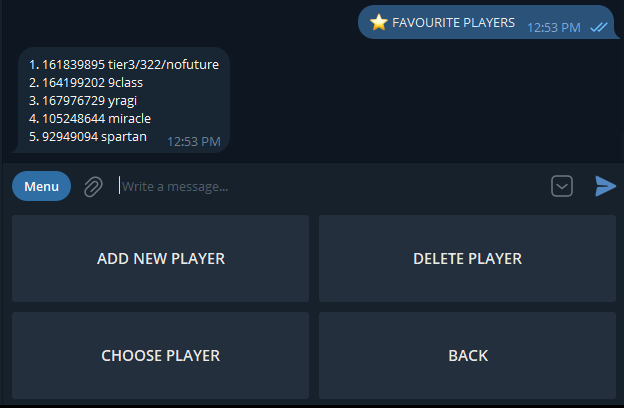 ⭐ FAVOURITE PLAYERS 12:53 PM
1. 161839895 tier3/322/nofuture
2. 164199202 9class
3. 167976729 yragi
4. 105248644 miracle
5. 92949094 spartan 12:53 PM
Menu Write a message...
ADD NEW PLAYER DELETE PLAYER
CHOOSE PLAYER BACK